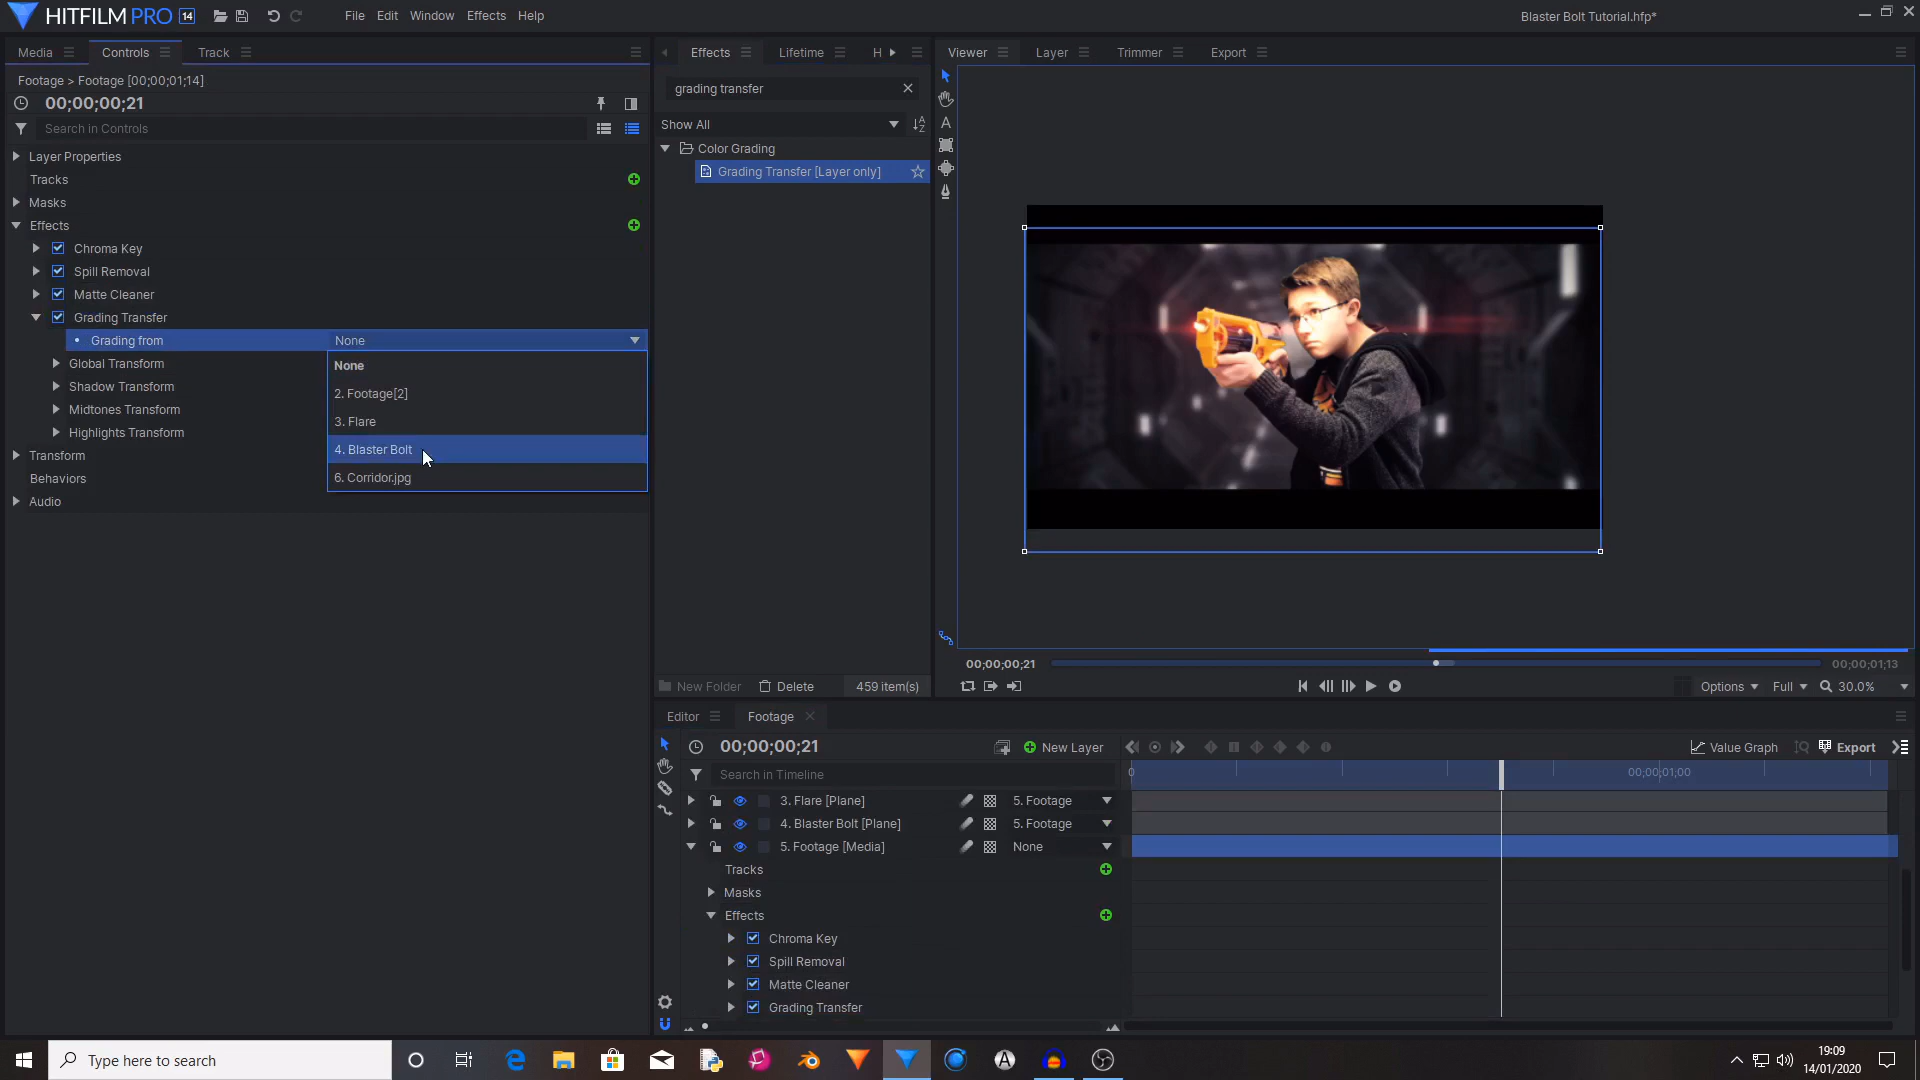 HITFILM PRO 14
File Edit Window Effects Help
Blaster Bolt Tutorial.hfp*
Media Controls Track
Footage > Footage [00;00;01;14]
00;00;00;21
Search in Controls
Layer Properties
Tracks
Masks
Effects
Chroma Key
Spill Removal
Matte Cleaner
Grading Transfer
Grading from None
None
2. Footage[2]
3. Flare
4. Blaster Bolt
6. Corridor.jpg
Global Transform
Shadow Transform
Midtones Transform
Highlights Transform
Transform
Behaviors
Audio
Effects Lifetime H
grading transfer
Show All
Color Grading
Grading Transfer [Layer only]
New Folder Delete 459 item(s)
Viewer Layer Trimmer Export
00;00;00;21 00;00;01;13
Options Full 30.0%
Editor Footage
00;00;00;21 New Layer Value Graph Export
Search in Timeline 0 00;00;01;00
3. Flare [Plane] 5. Footage
4. Blaster Bolt [Plane] 5. Footage
5. Footage [Media] None
Tracks
Masks
Effects
Chroma Key
Spill Removal
Matte Cleaner
Grading Transfer
Type here to search
19:09
14/01/2020